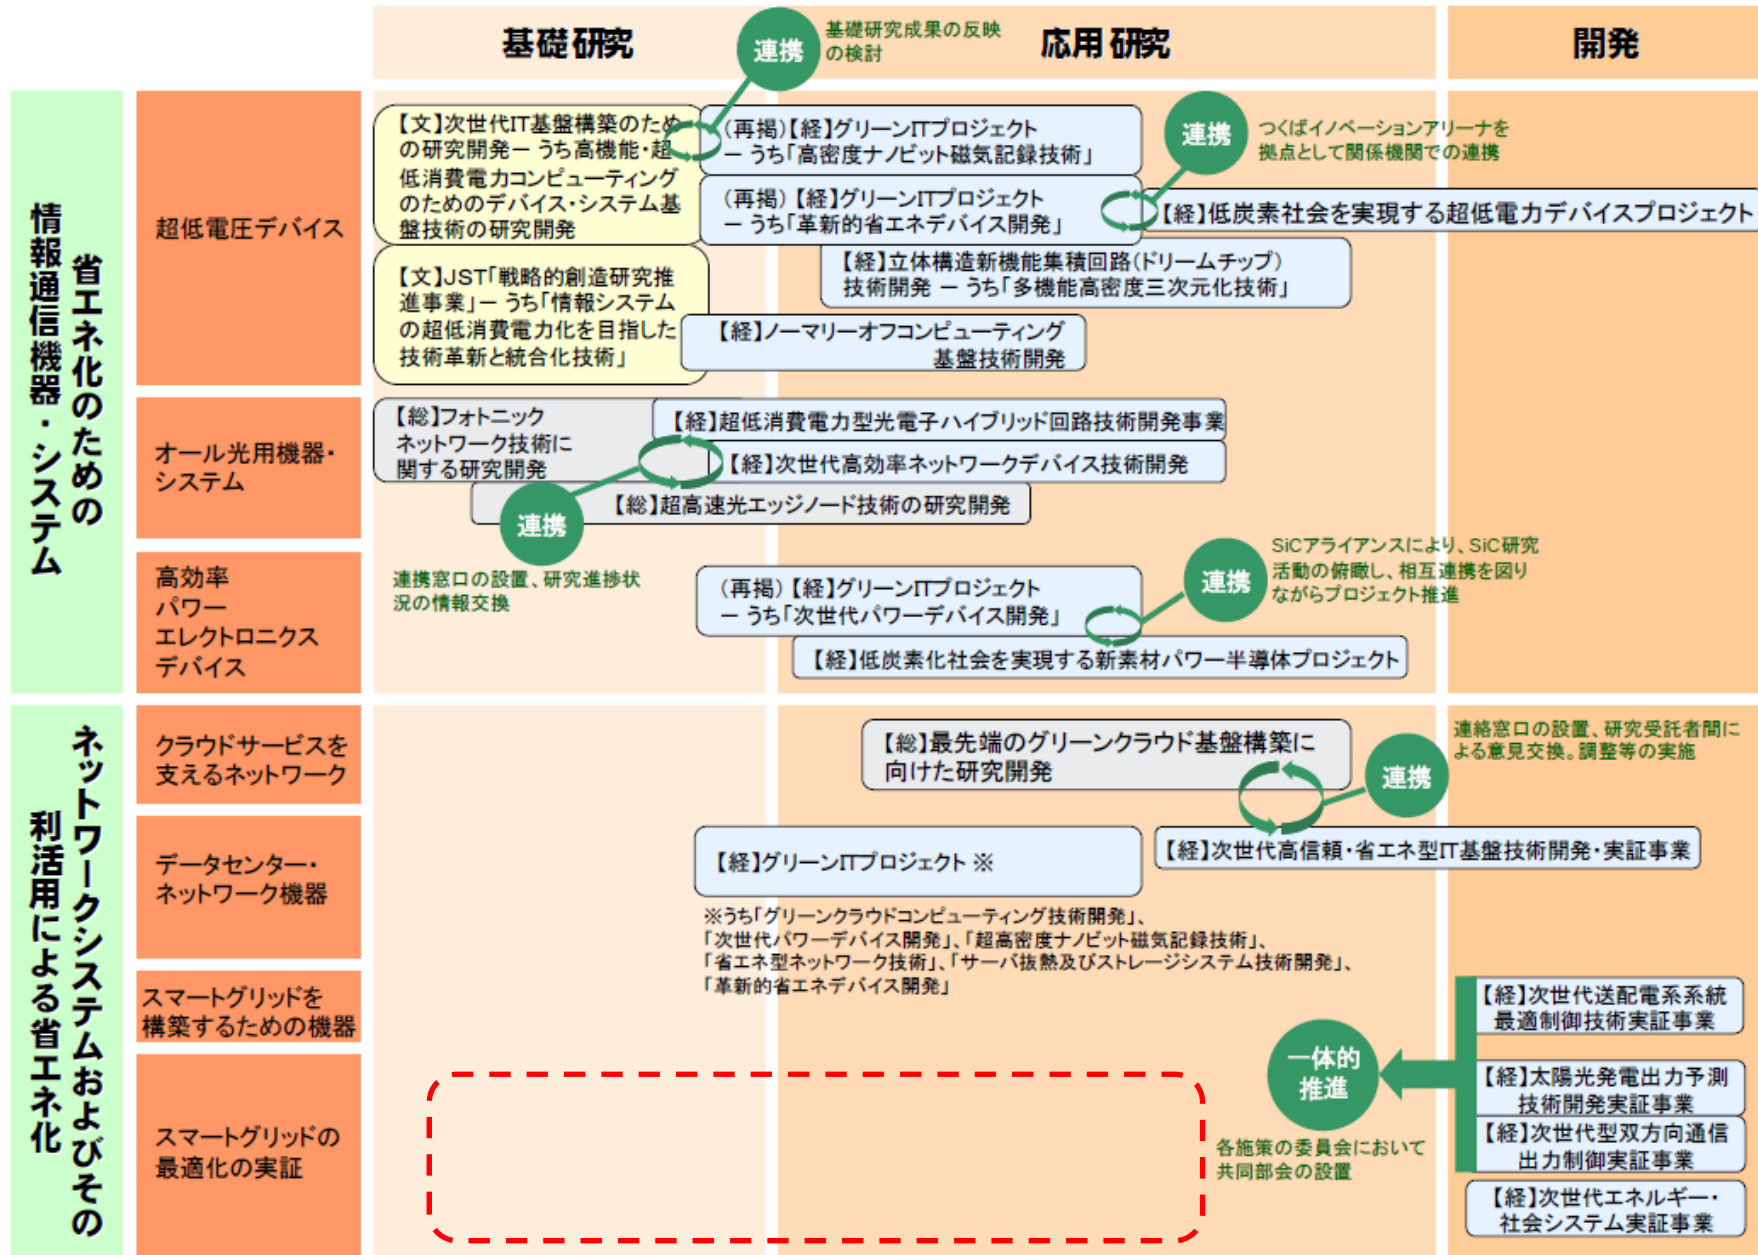 基礎研究
連携
基礎研究成果の反映
の検討
応用研究
開発
省エネ化のための
情報通信機器・システム
超低電圧デバイス
【文】次世代IT基盤構築のため
の研究開発－ うち高機能・超
低消費電力コンピューティング
のためのデバイス・システム基
盤技術の研究開発
（再掲）【経】グリーンITプロジェクト
－ うち「高密度ナノビット磁気記録技術」
（再掲）【経】グリーンITプロジェクト
－ うち「革新的省エネデバイス開発」
連携
つくばイノベーションアリーナを
拠点として関係機関での連携
【経】低炭素社会を実現する超低電力デバイスプロジェクト
【経】立体構造新機能集積回路（ドリームチップ）
技術開発 － うち「多機能高密度三次元化技術」
【文】JST「戦略的創造研究推
進事業」－ うち「情報システム
の超低消費電力化を目指した
技術革新と統合化技術」
【経】ノーマリーオフコンピューティング
基盤技術開発
オール光用機器・
システム
【総】フォトニック
ネットワーク技術に
関する研究開発
【経】超低消費電力型光電子ハイブリッド回路技術開発事業
【経】次世代高効率ネットワークデバイス技術開発
【総】超高速光エッジノード技術の研究開発
連携
連携窓口の設置、研究進捗状
況の情報交換
高効率
パワー
エレクトロニクス
デバイス
（再掲）【経】グリーンITプロジェクト
－ うち「次世代パワーデバイス開発」
連携
SiCアライアンスにより、SiC研究
活動の俯瞰し、相互連携を図り
ながらプロジェクト推進
【経】低炭素化社会を実現する新素材パワー半導体プロジェクト
ネットワークシステムおよびその
利活用による省エネ化
クラウドサービスを
支えるネットワーク
【総】最先端のグリーンクラウド基盤構築に
向けた研究開発
連携
連絡窓口の設置、研究受託者間に
よる意見交換。調整等の実施
データセンター・
ネットワーク機器
【経】グリーンITプロジェクト ※
【経】次世代高信頼・省エネ型IT基盤技術開発・実証事業
※うち「グリーンクラウドコンピューティング技術開発」、
「次世代パワーデバイス開発」、「超高密度ナノビット磁気記録技術」、
「省エネ型ネットワーク技術」、「サーバ抜熱及びストレージシステム技術開発」、
「革新的省エネデバイス開発」
スマートグリッドを
構築するための機器
【経】次世代送配電系系統
最適制御技術実証事業
一体的
推進
【経】太陽光発電出力予測
技術開発実証事業
スマートグリッドの
最適化の実証
各施策の委員会において
共同部会の設置
【経】次世代型双方向通信
出力制御実証事業
【経】次世代エネルギー・
社会システム実証事業